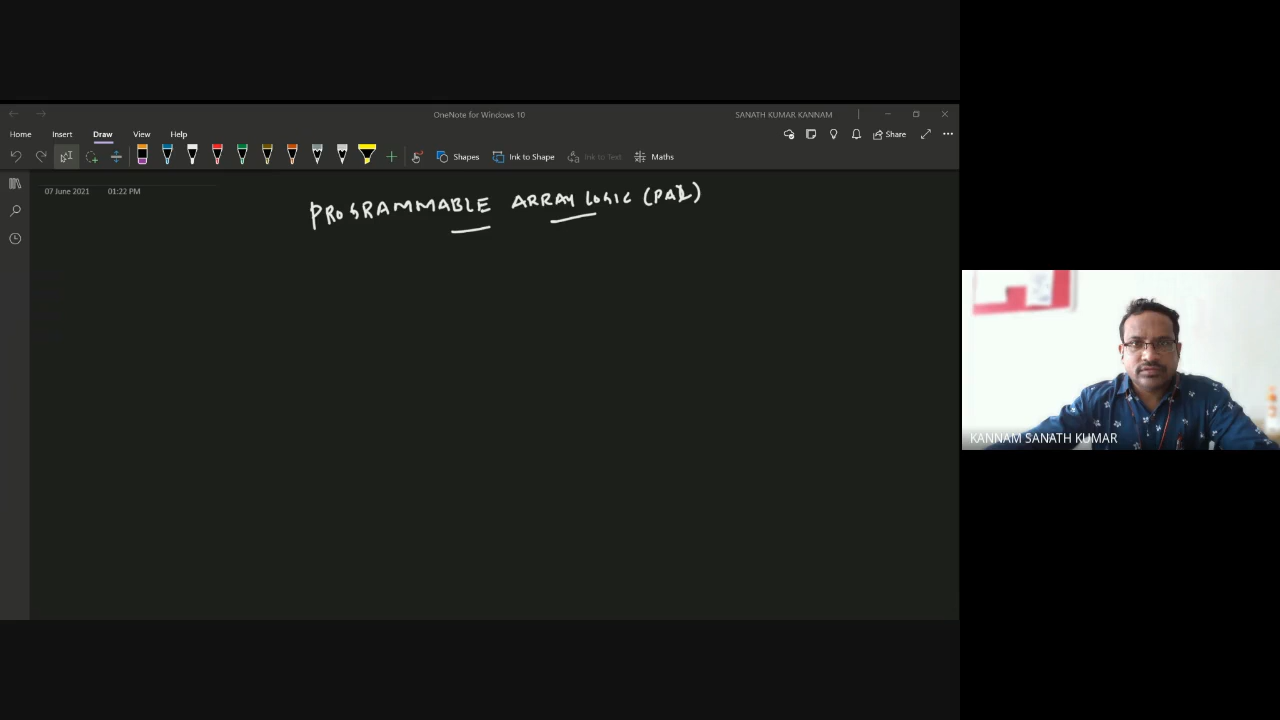 OneNote for Windows 10
SANATH KUMAR KANNAM
Home Insert Draw View Help
Share
Shapes Ink to Shape Ink to Text Maths
07 June 2021 01:22 PM
PROGRAMMABLE ARRAY LOGIC (PAL)
KANNAM SANATH KUMAR